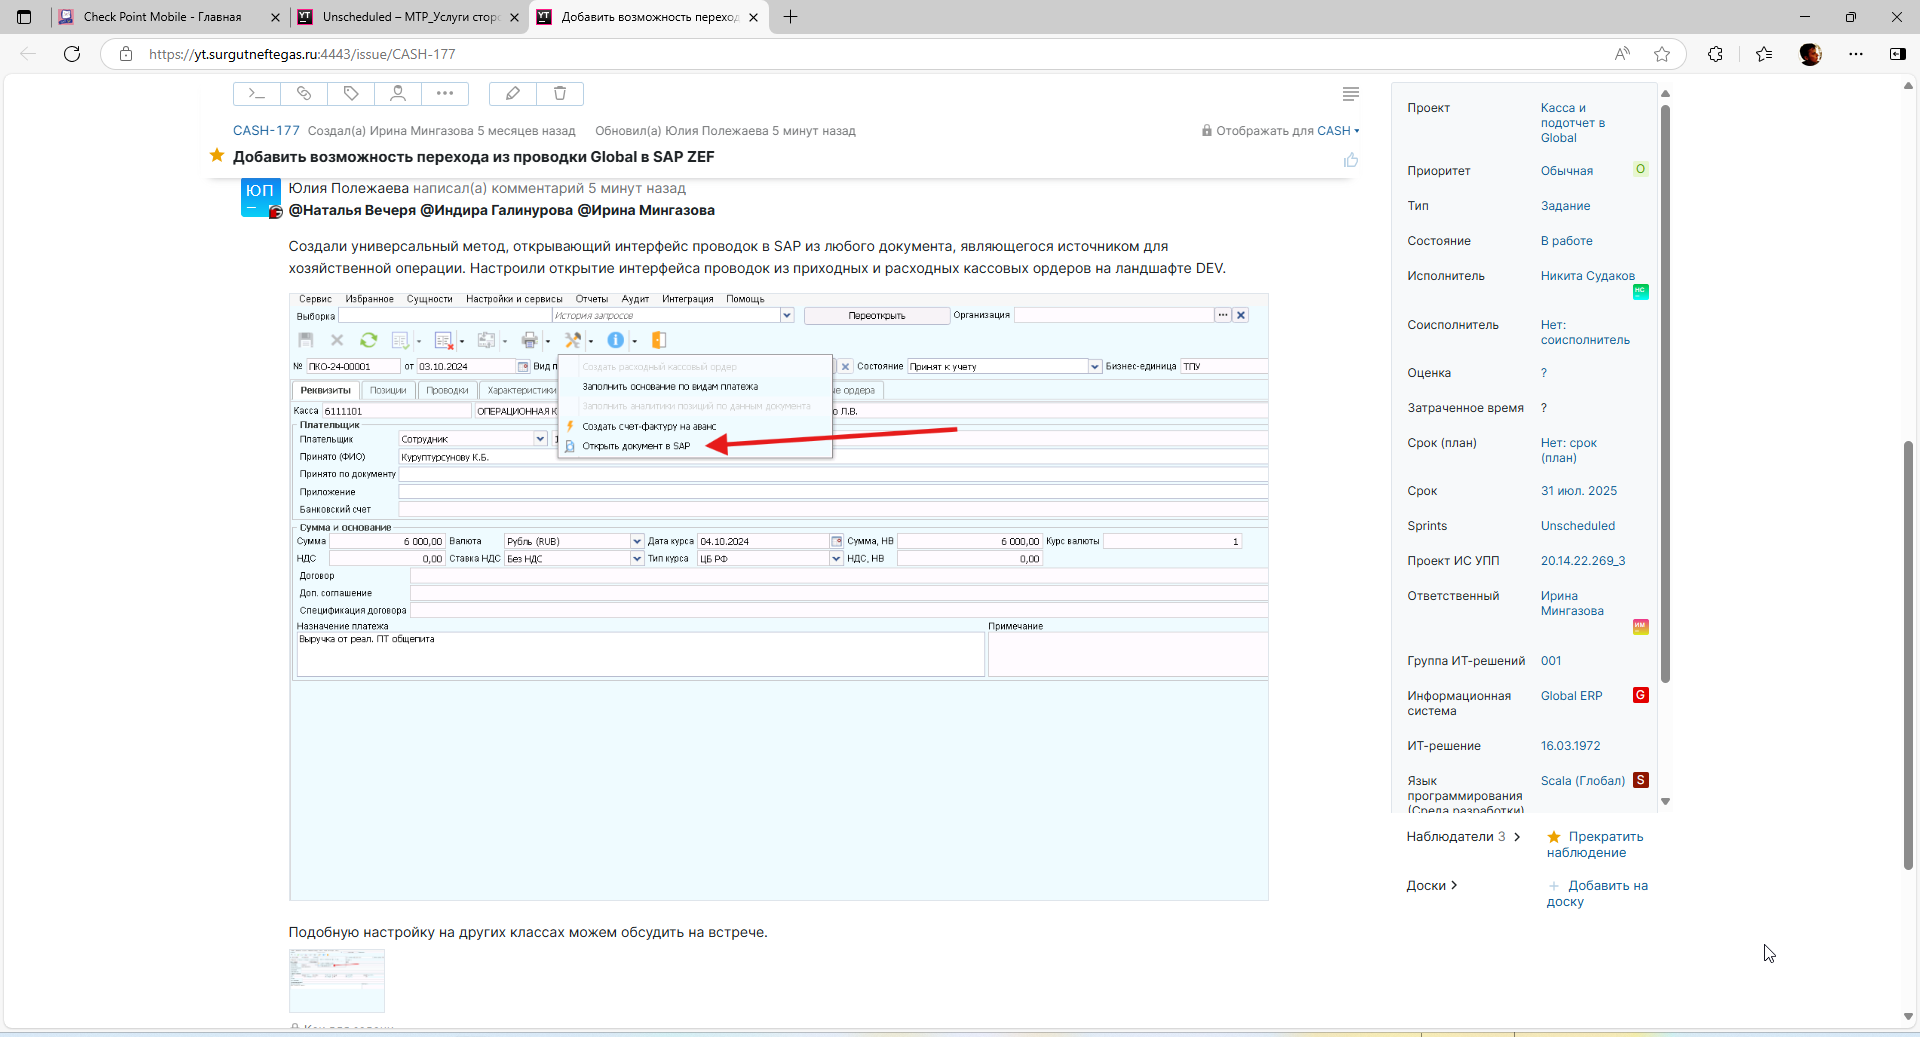 Check Point Mobile - Главная
Unscheduled – MTP_Услуги сторо
Добавить возможность переход
https://yt.surgutneftegas.ru:4443/issue/CASH-177
CASH-177 Создал(а) Ирина Мингазова 5 месяцев назад Обновил(а) Юлия Полежаева 5 минут назад
Отображать для CASH
Добавить возможность перехода из проводки Global в SAP ZEF
ЮП
Юлия Полежаева написал(а) комментарий 5 минут назад
@Наталья Вечеря @Индира Галинурова @Ирина Мингазова
Создали универсальный метод, открывающий интерфейс проводок в SAP из любого документа, являющегося источником для
хозяйственной операции. Настроили открытие интерфейса проводок из приходных и расходных кассовых ордеров на ландшафте DEV.
Сервис Избранное Сущности Настройки и сервисы Отчеты Аудит Интеграция Помощь
Выборка История запросов Переоткрыть Организация
№ ПКО-24-00001 от 03.10.2024 Вид п Состояние Принят к учету Бизнес-единица ТПУ
Реквизиты Позиции Проводки Характеристики ые ордера
Создать расходный кассовый ордер
Заполнить основание по видам платежа
Заполнить аналитики позиций по данным документа
Создать счет-фактуру на аванс
Открыть документ в SAP
Касса 6111101 ОПЕРАЦИОННАЯ К о Л.В.
Плательщик
Плательщик Сотрудник
Принято (ФИО) Куруптурсунову К.Б.
Принято по документу
Приложение
Банковский счет
Сумма и основание
Сумма 6 000,00 Валюта Рубль (RUB) Дата курса 04.10.2024 Сумма, НВ 6 000,00 Курс валюты 1
НДС 0,00 Ставка НДС Без НДС Тип курса ЦБ РФ НДС, НВ 0,00
Договор
Доп. соглашение
Спецификация договора
Назначение платежа Примечание
Выручка от реал. ПТ общепита
Подобную настройку на других классах можем обсудить на встрече.
Проект Касса и
подотчет в
Global
Приоритет Обычная О
Тип Задание
Состояние В работе
Исполнитель Никита Судаков
НС
Соисполнитель Нет:
соисполнитель
Оценка ?
Затраченное время ?
Срок (план) Нет: срок
(план)
Срок 31 июл. 2025
Sprints Unscheduled
Проект ИС УПП 20.14.22.269_3
Ответственный Ирина
Мингазова
ИМ
Группа ИТ-решений 001
Информационная Global ERP G
система
ИТ-решение 16.03.1972
Язык Scala (Глобал) S
программирования
(Среда разработки)
Наблюдатели 3 Прекратить
наблюдение
Доски Добавить на
доску